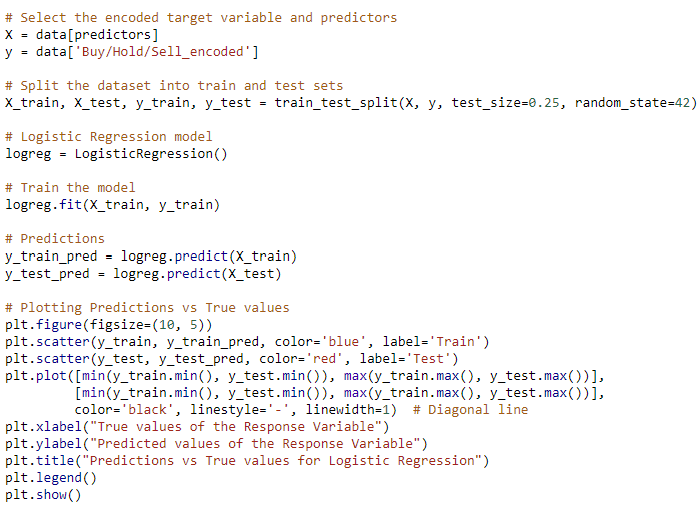 # Select the encoded target variable and predictors
X = data[predictors]
y = data['Buy/Hold/Sell_encoded']

# Split the dataset into train and test sets
X_train, X_test, y_train, y_test = train_test_split(X, y, test_size=0.25, random_state=42)

# Logistic Regression model
logreg = LogisticRegression()

# Train the model
logreg.fit(X_train, y_train)

# Predictions
y_train_pred = logreg.predict(X_train)
y_test_pred = logreg.predict(X_test)

# Plotting Predictions vs True values
plt.figure(figsize=(10, 5))
plt.scatter(y_train, y_train_pred, color='blue', label='Train')
plt.scatter(y_test, y_test_pred, color='red', label='Test')
plt.plot([min(y_train.min(), y_test.min()), max(y_train.max(), y_test.max())],
         [min(y_train.min(), y_test.min()), max(y_train.max(), y_test.max())],
         color='black', linestyle='-', linewidth=1)  # Diagonal line
plt.xlabel("True values of the Response Variable")
plt.ylabel("Predicted values of the Response Variable")
plt.title("Predictions vs True values for Logistic Regression")
plt.legend()
plt.show()